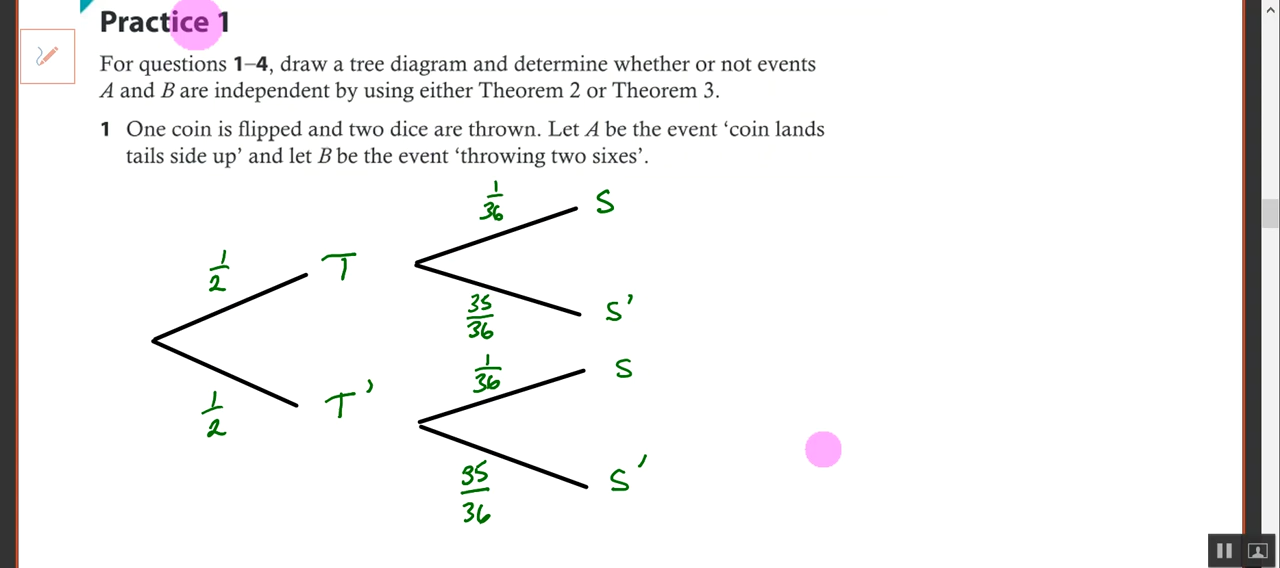 Practice 1
For questions 1–4, draw a tree diagram and determine whether or not events
A and B are independent by using either Theorem 2 or Theorem 3.
1 One coin is flipped and two dice are thrown. Let A be the event ‘coin lands
tails side up’ and let B be the event ‘throwing two sixes’.
1/36 S
1/2 T
35/36 S'
1/36 S
1/2 T'
35/36 S'